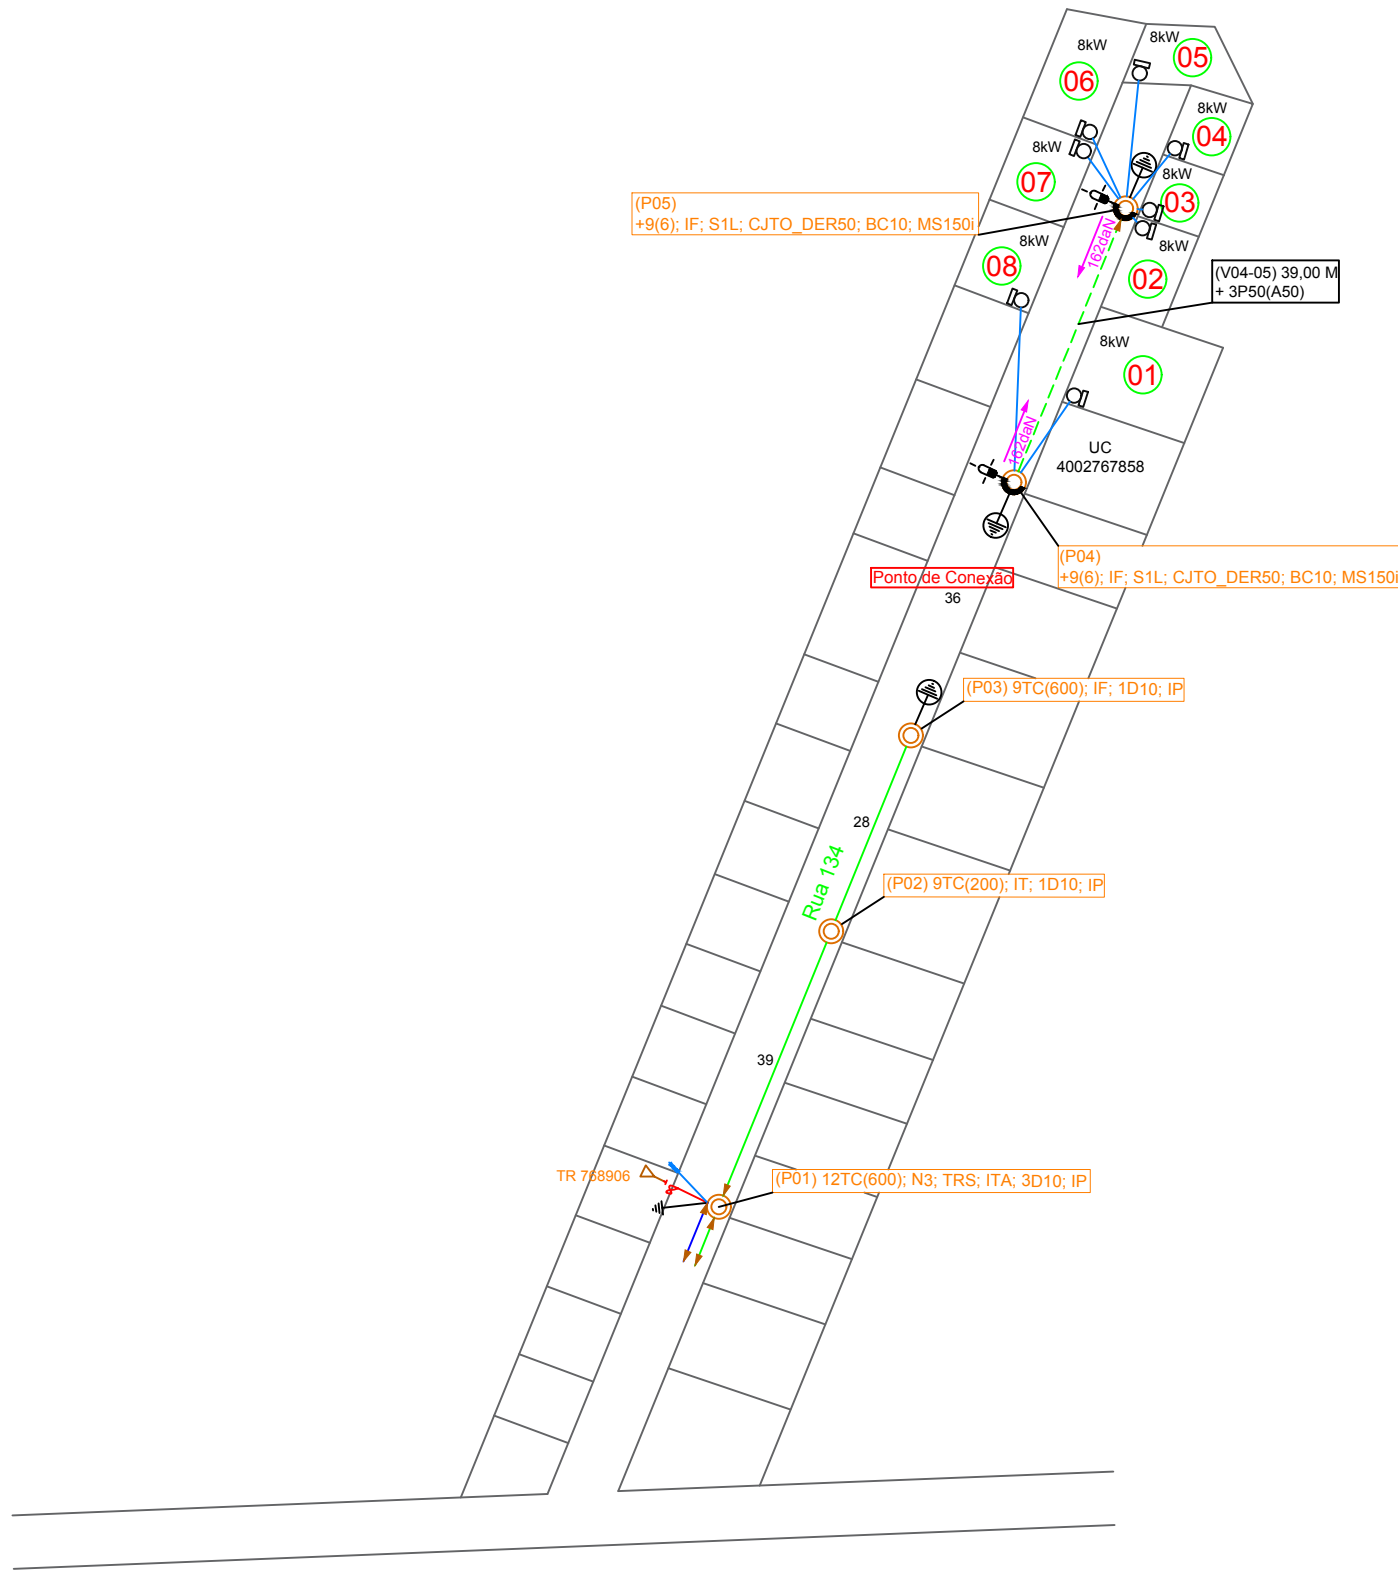 8kW
05
8kW
06
8kW
04
8kW
07
8kW
03
(P05)
+9(6); IF; S1L; CJTO_DER50; BC10; MS150i
162daN
8kW
08
8kW
02
(V04-05) 39,00 M
+ 3P50(A50)
8kW
01
162daN
UC
4002767858
(P04)
+9(6); IF; S1L; CJTO_DER50; BC10; MS150i
Ponto de Conexão
36
(P03) 9TC(600); IF; 1D10; IP
28
Rua 134
(P02) 9TC(200); IT; 1D10; IP
39
TR 768906
(P01) 12TC(600); N3; TRS; ITA; 3D10; IP